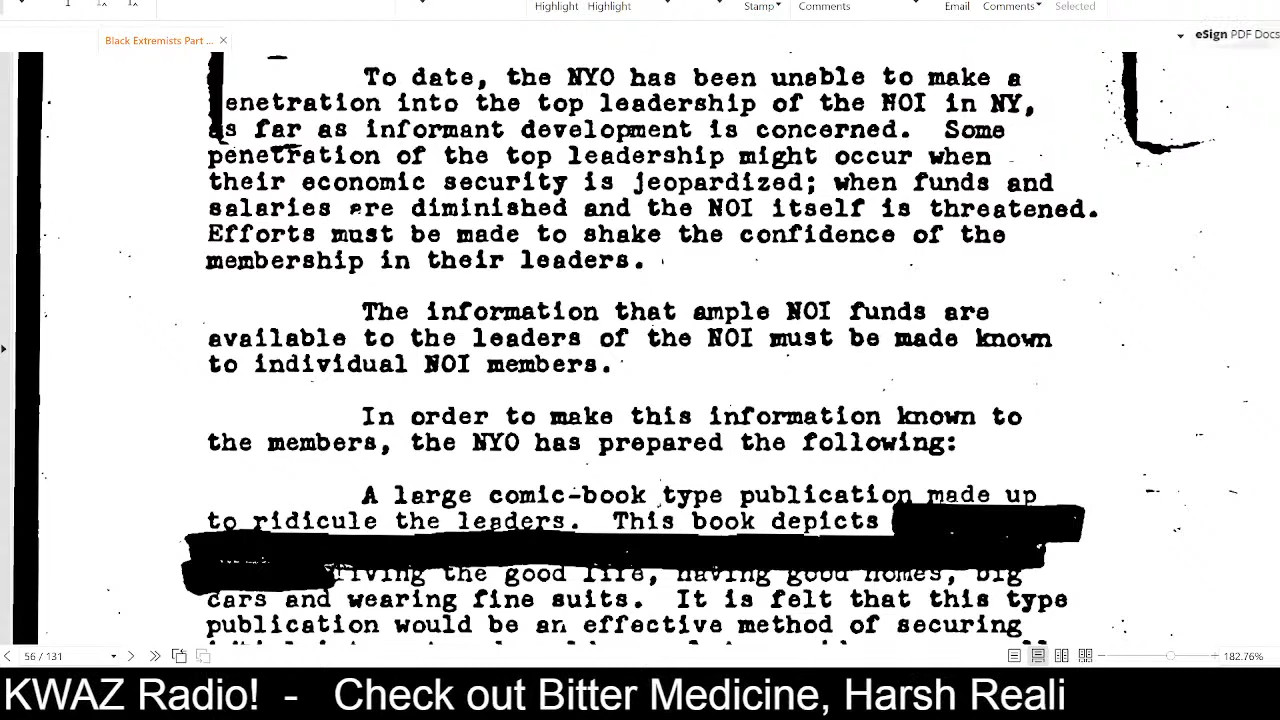 Highlight Highlight Stamp Comments Email Comments Selected
Black Extremists Part ... × eSign PDF Docs
To date, the NYO has been unable to make a
enetration into the top leadership of the NOI in NY,
as far as informant development is concerned. Some
penetration of the top leadership might occur when
their economic security is jeopardized; when funds and
salaries are diminished and the NOI itself is threatened.
Efforts must be made to shake the confidence of the
membership in their leaders.
The information that ample NOI funds are
available to the leaders of the NOI must be made known
to individual NOI members.
In order to make this information known to
the members, the NYO has prepared the following:
A large comic-book type publication made up
to ridicule the leaders. This book depicts
the good life, having good homes, big
cars and wearing fine suits. It is felt that this type
publication would be an effective method of securing
56 / 131 182.76%
KWAZ Radio! - Check out Bitter Medicine, Harsh Reali